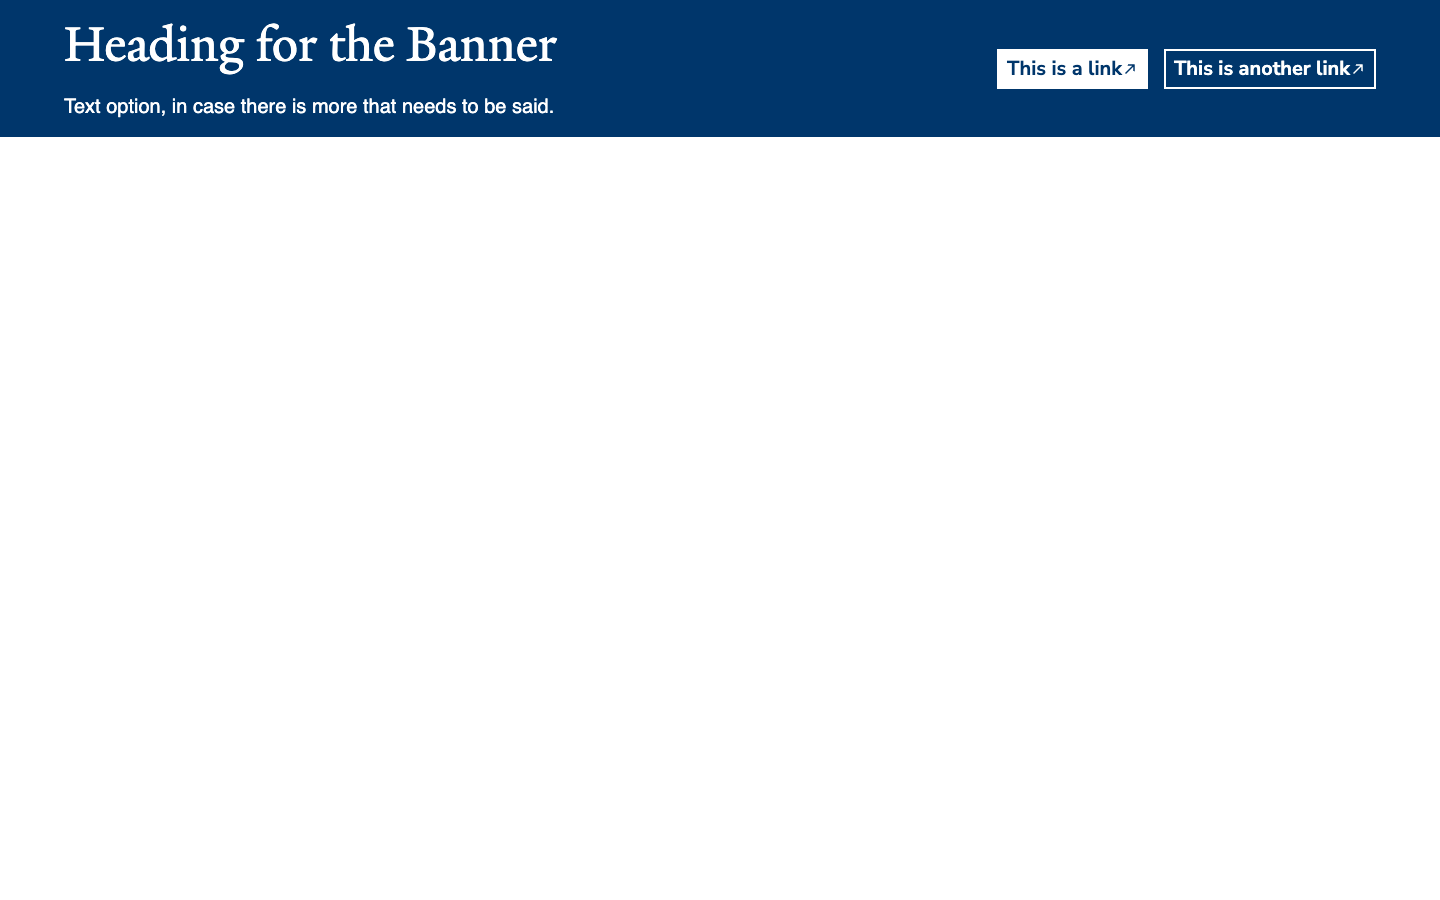 Heading for the Banner
Text option, in case there is more that needs to be said.
This is a link↗
This is another link↗